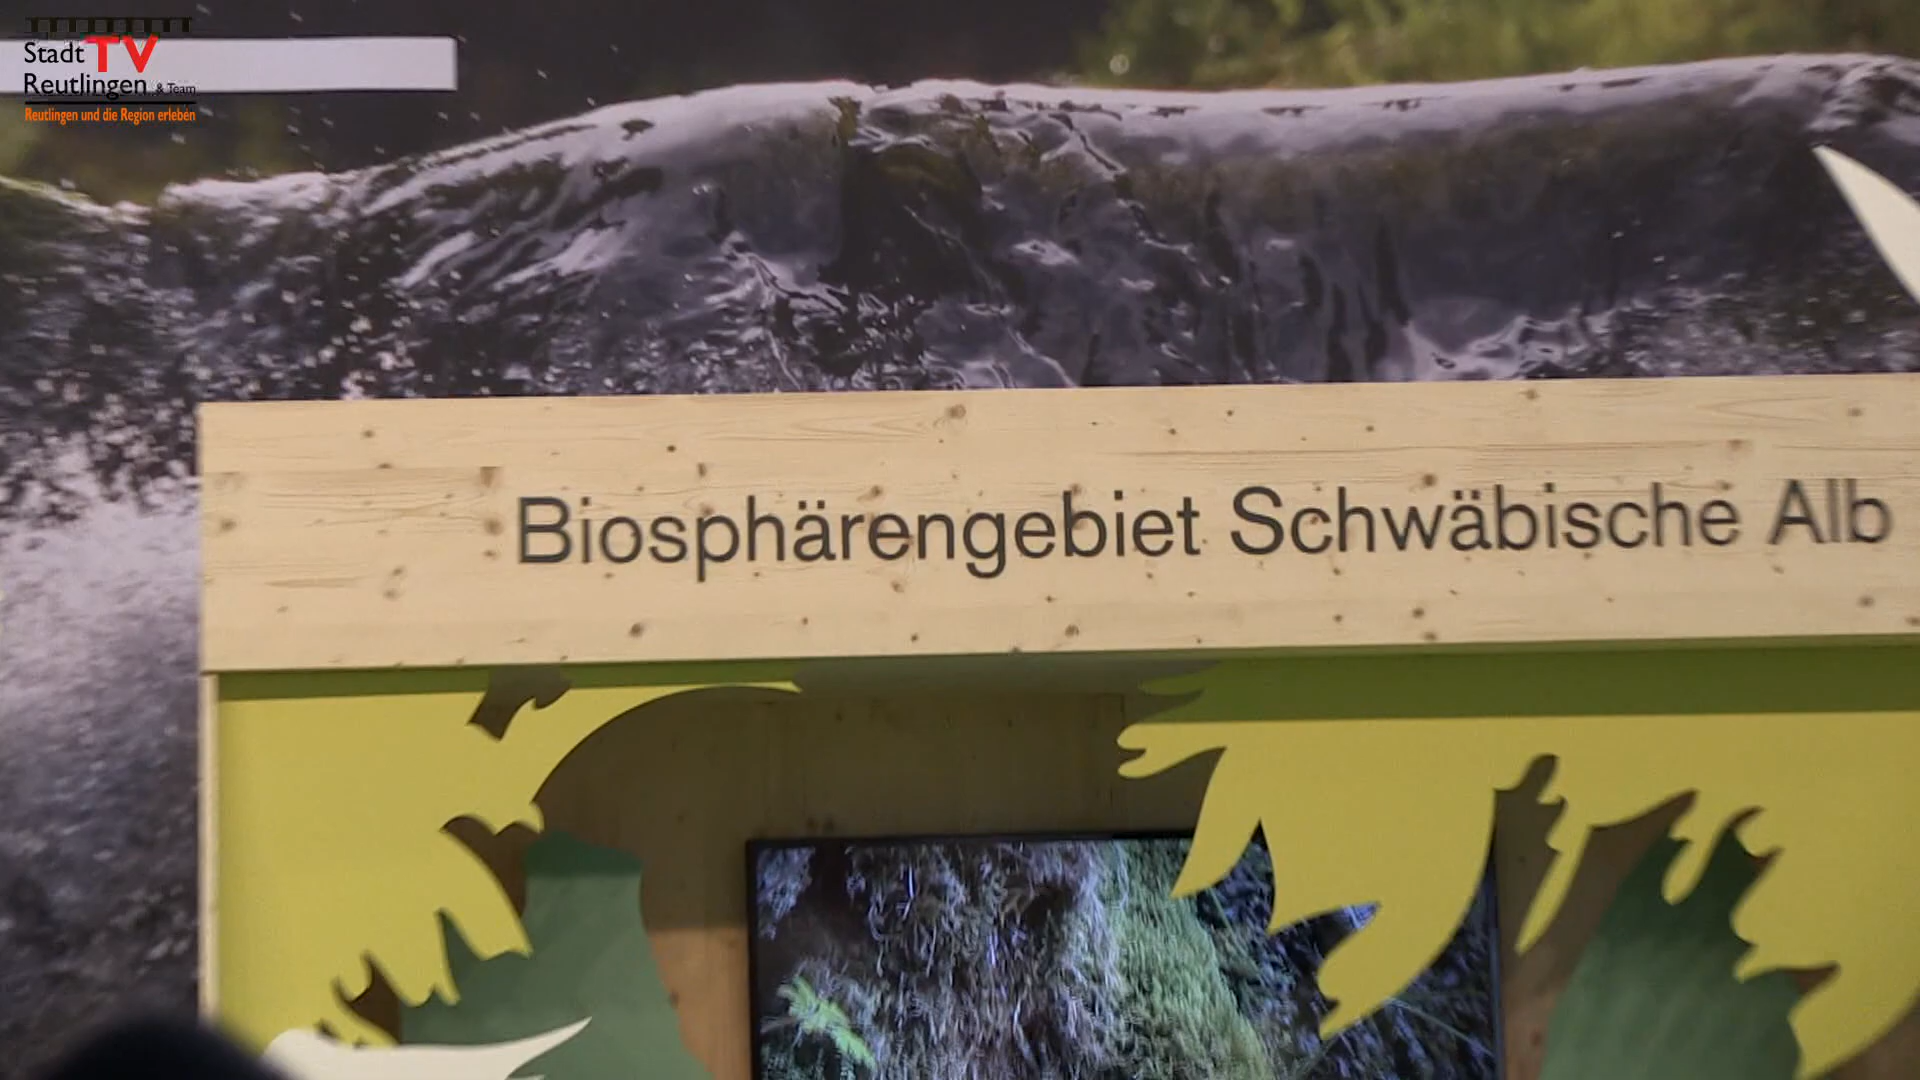 Stadt TV
Reutlingen & Team
Reutlingen und die Region erleben
Biosphärengebiet Schwäbische Alb